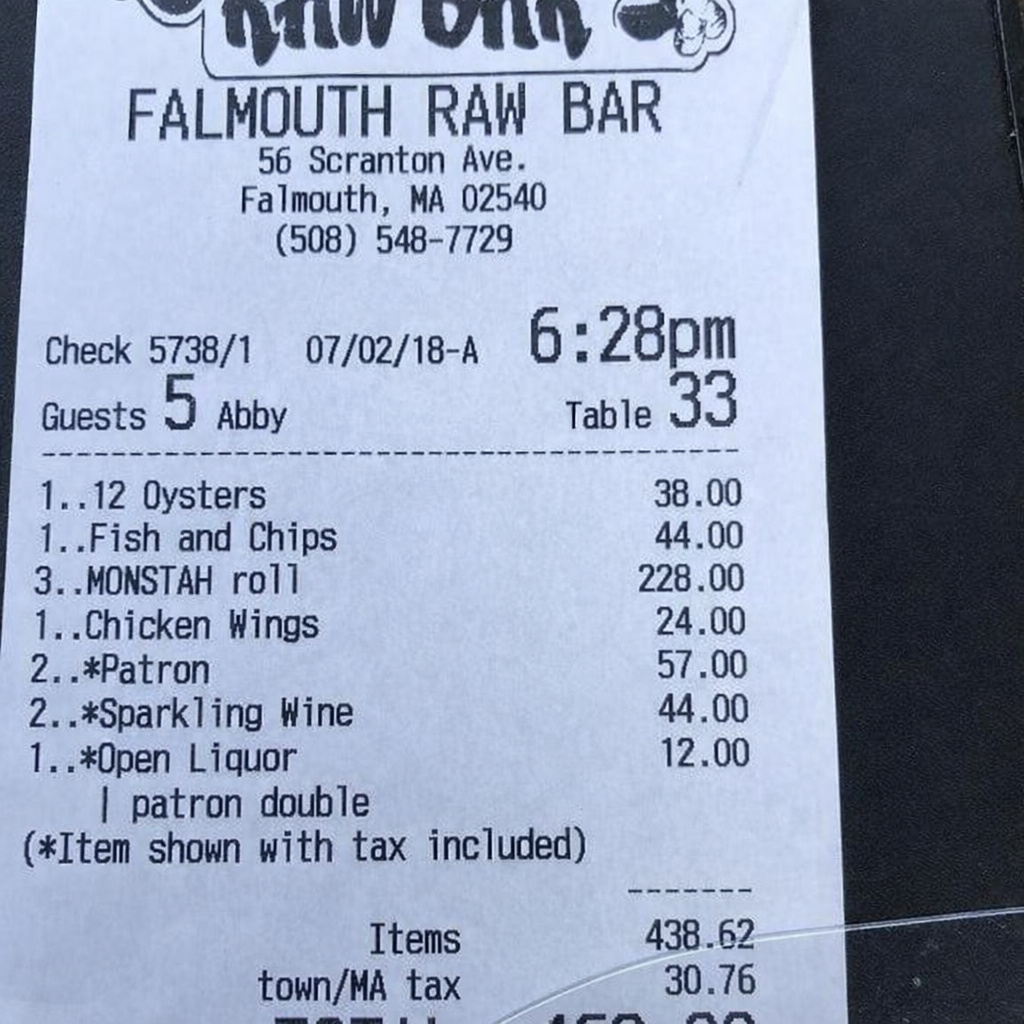 RAW BAR
FALMOUTH RAW BAR
56 Scranton Ave.
Falmouth, MA 02540
(508) 548-7729
Check 5738/1 07/02/18-A 6:28pm
Guests 5 Abby Table 33
1..12 Oysters 38.00
1..Fish and Chips 44.00
3..MONSTAH roll 228.00
1..Chicken Wings 24.00
2..*Patron 57.00
2..*Sparkling Wine 44.00
1..*Open Liquor 12.00
| patron double
(*Item shown with tax included)
Items 438.62
town/MA tax 30.76